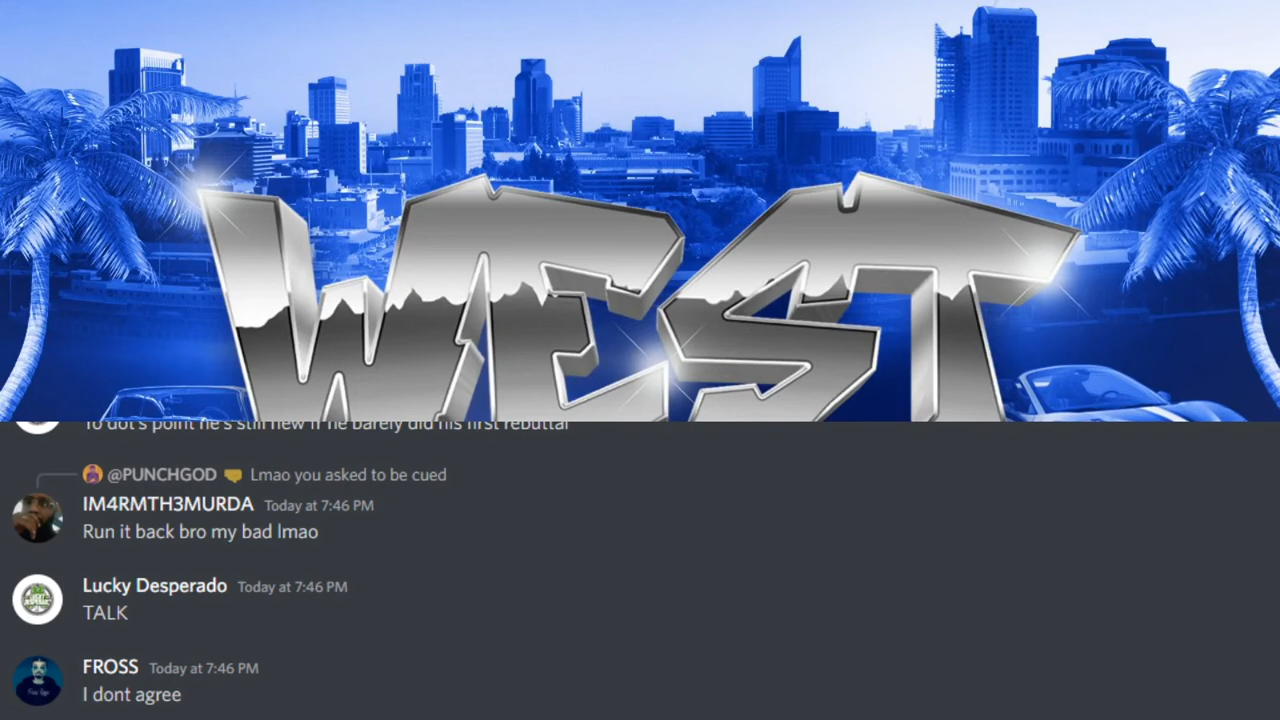 WEST
To dot's point he's still new fr he barely did his first rebuttal
@PUNCHGOD Lmao you asked to be cued
IM4RMTH3MURDA Today at 7:46 PM
Run it back bro my bad lmao
Lucky Desperado Today at 7:46 PM
TALK
FROSS Today at 7:46 PM
I dont agree